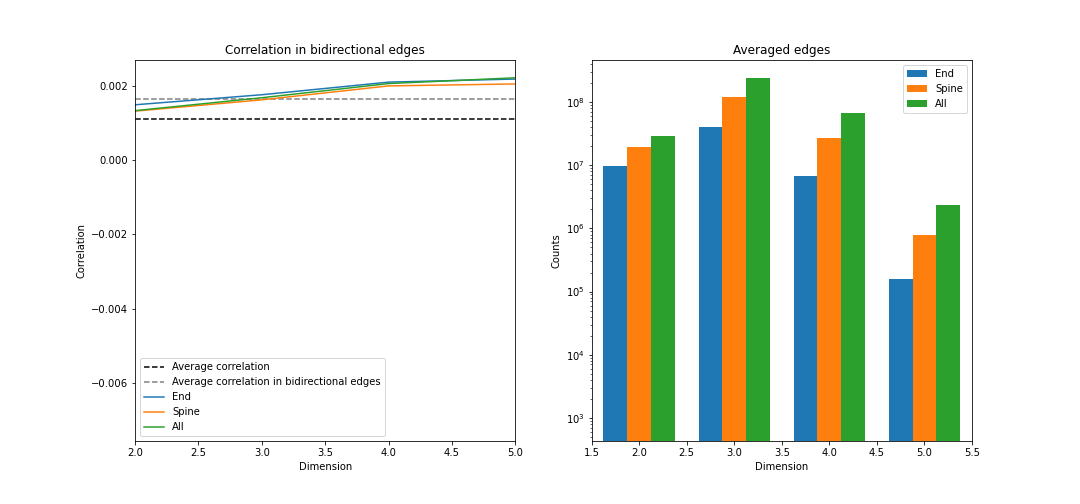 Correlation in bidirectional edges
0.002
0.000
−0.002
−0.004
−0.006
Correlation
Average correlation
Average correlation in bidirectional edges
End
Spine
All
2.0 2.5 3.0 3.5 4.0 4.5 5.0
Dimension
Averaged edges
End
Spine
All
10⁸
10⁷
10⁶
10⁵
10⁴
10³
Counts
1.5 2.0 2.5 3.0 3.5 4.0 4.5 5.0 5.5
Dimension